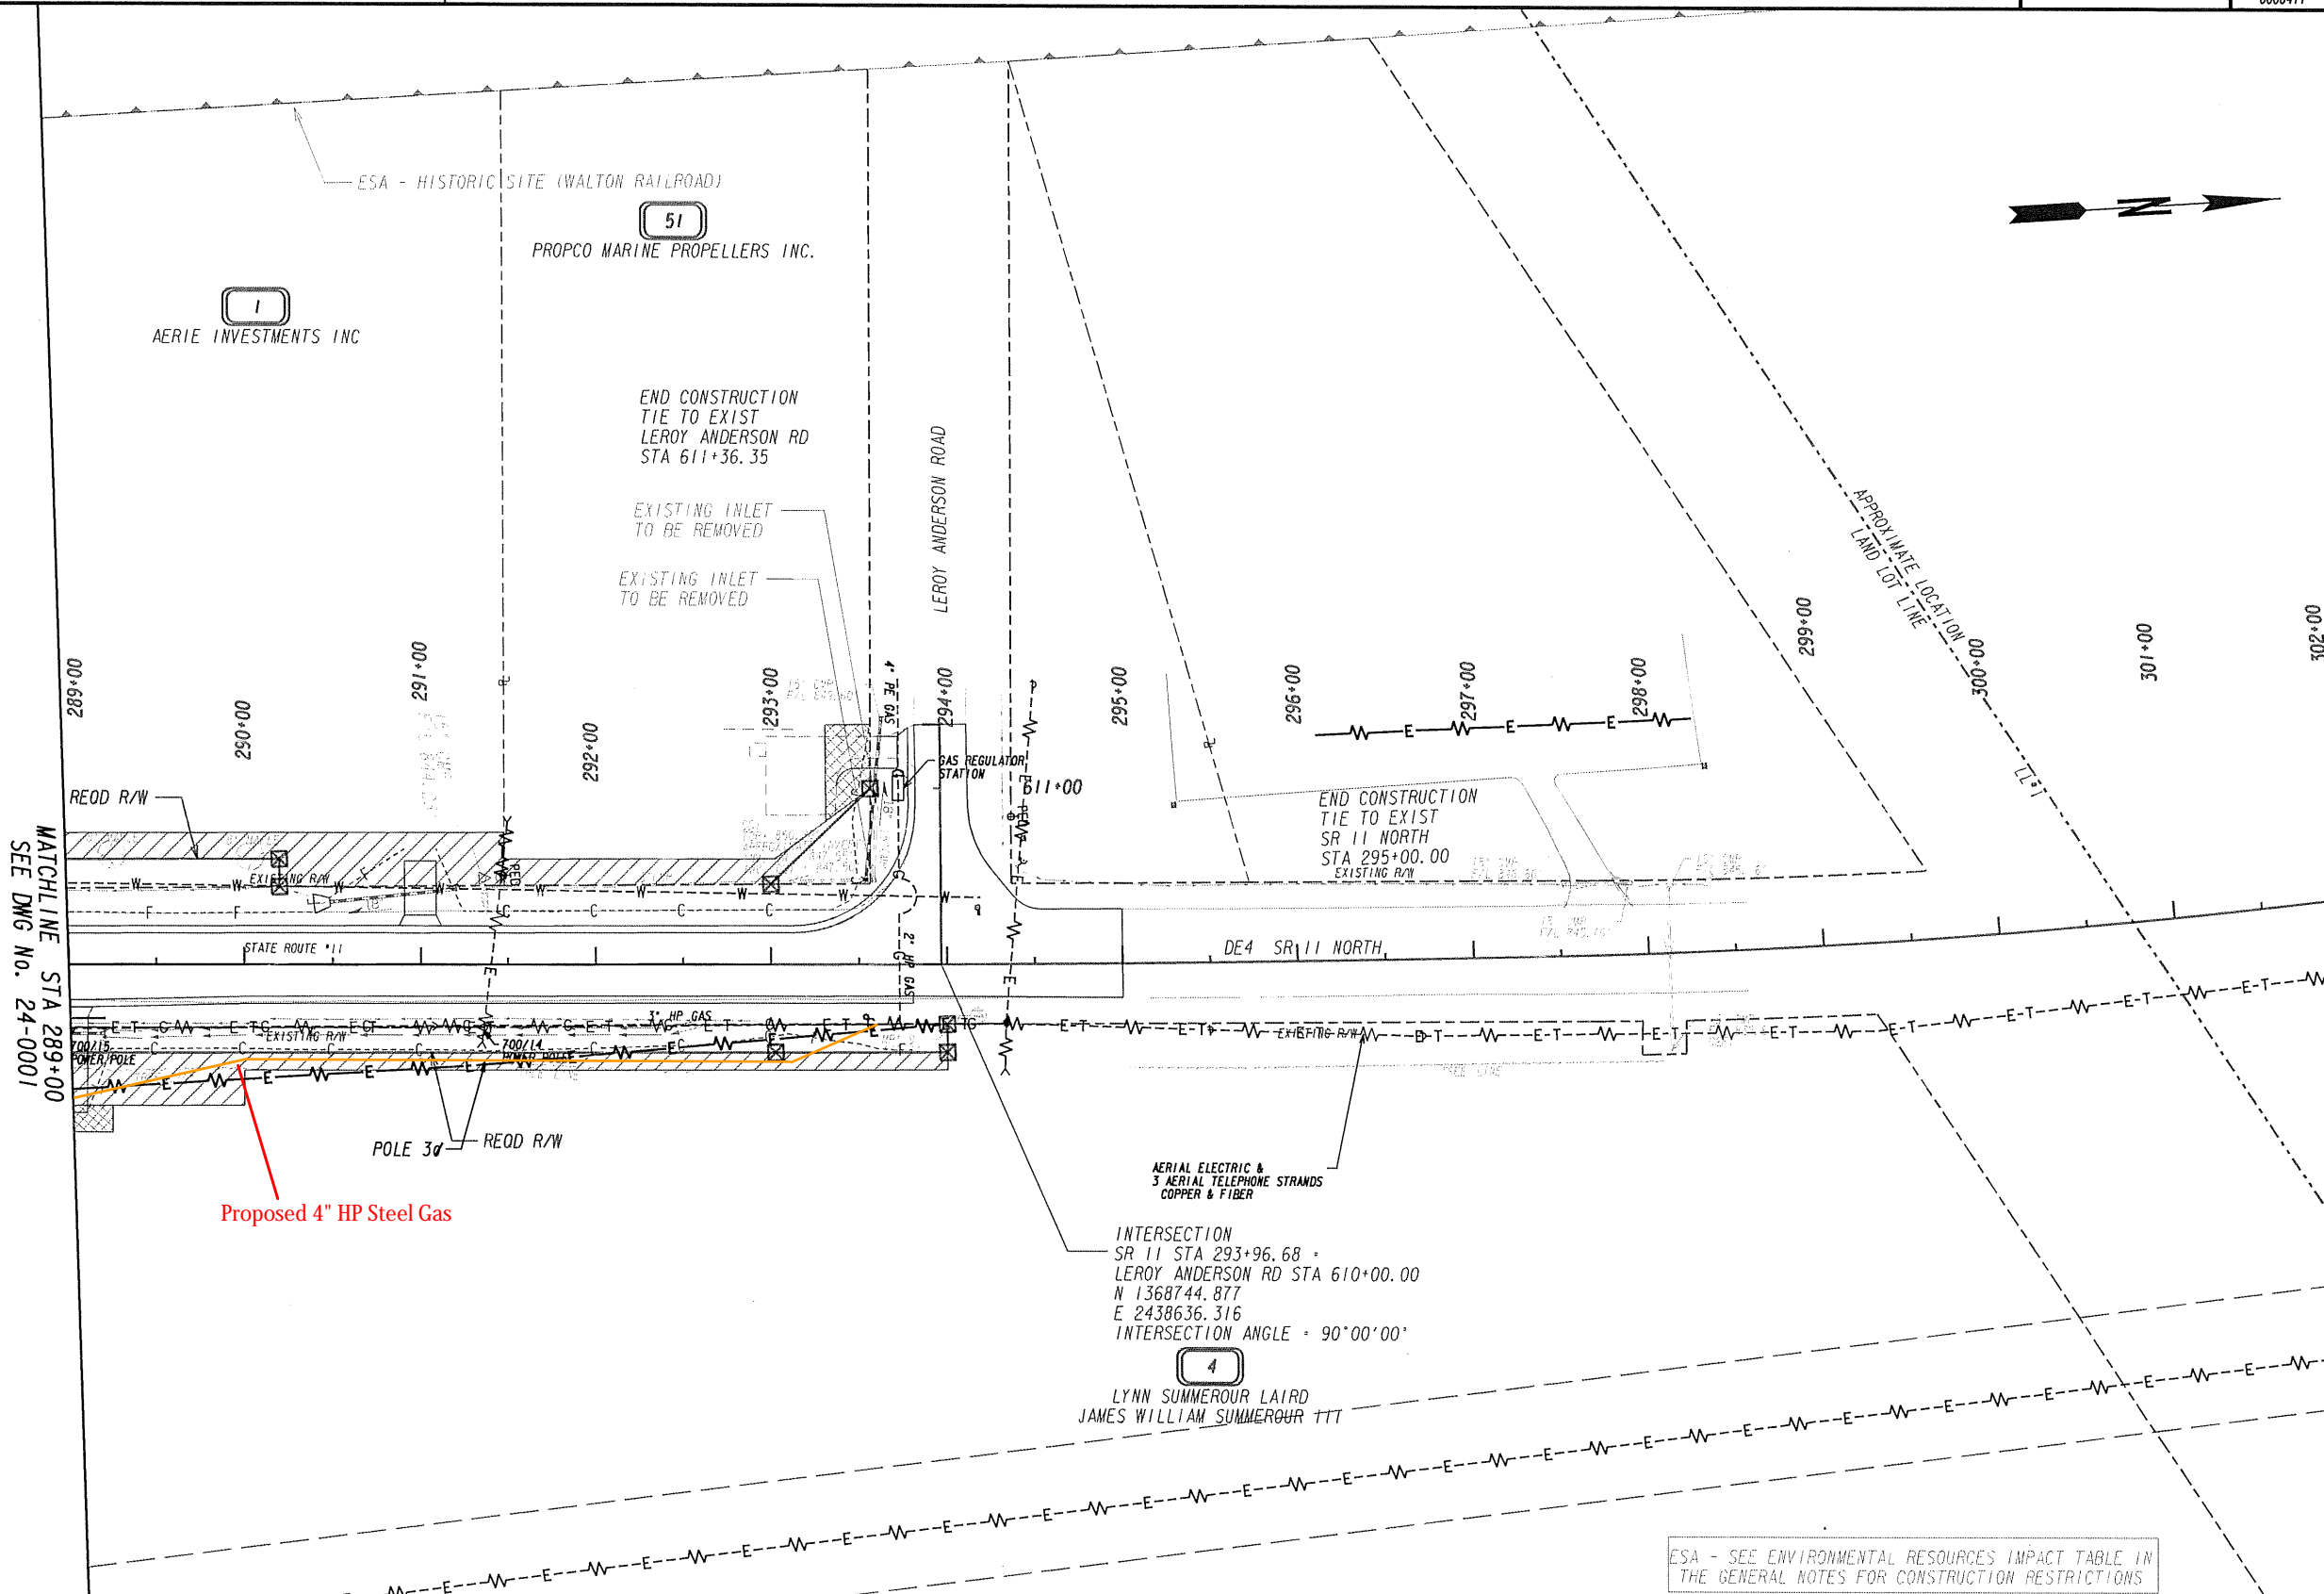 ESA - HISTORIC SITE (WALTON RAILROAD)
51
PROPCO MARINE PROPELLERS INC.
1
AERIE INVESTMENTS INC
END CONSTRUCTION
TIE TO EXIST
LEROY ANDERSON RD
STA 611+36.35
EXISTING INLET
TO BE REMOVED
EXISTING INLET
TO BE REMOVED
LEROY ANDERSON ROAD
APPROXIMATE LOCATION
LAND LOT LINE
289+00
290+00
291+00
292+00
293+00
294+00
295+00
296+00
297+00
298+00
299+00
300+00
301+00
302+00
4" PE GAS
GAS REGULATOR
STATION
611+00
END CONSTRUCTION
TIE TO EXIST
SR 11 NORTH
STA 295+00.00
EXISTING R/W
REQD R/W
EXISTING R/W
STATE ROUTE #11
DE4 SR 11 NORTH
2" HP GAS
3" HP GAS
EXISTING R/W
EXISTING R/W
700/15
POWER POLE
700/14
POWER POLE
MATCHLINE STA 289+00
SEE DWG No. 24-0001
POLE 3ø
REQD R/W
Proposed 4" HP Steel Gas
AERIAL ELECTRIC &
3 AERIAL TELEPHONE STRANDS
COPPER & FIBER
INTERSECTION
SR 11 STA 293+96.68 =
LEROY ANDERSON RD STA 610+00.00
N 1368744.877
E 2438636.316
INTERSECTION ANGLE = 90°00'00"
4
LYNN SUMMEROUR LAIRD
JAMES WILLIAM SUMMEROUR III
ESA - SEE ENVIRONMENTAL RESOURCES IMPACT TABLE IN
THE GENERAL NOTES FOR CONSTRUCTION RESTRICTIONS